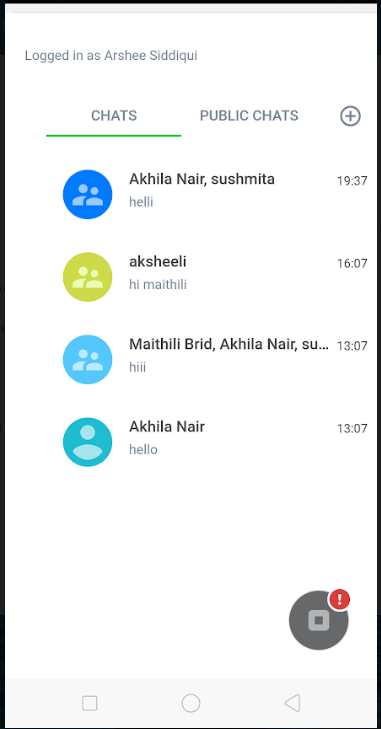 Logged in as Arshee Siddiqui
CHATS PUBLIC CHATS
Akhila Nair, sushmita 19:37
helli
aksheeli 16:07
hi maithili
Maithili Brid, Akhila Nair, su... 13:07
hiii
Akhila Nair 13:07
hello
!